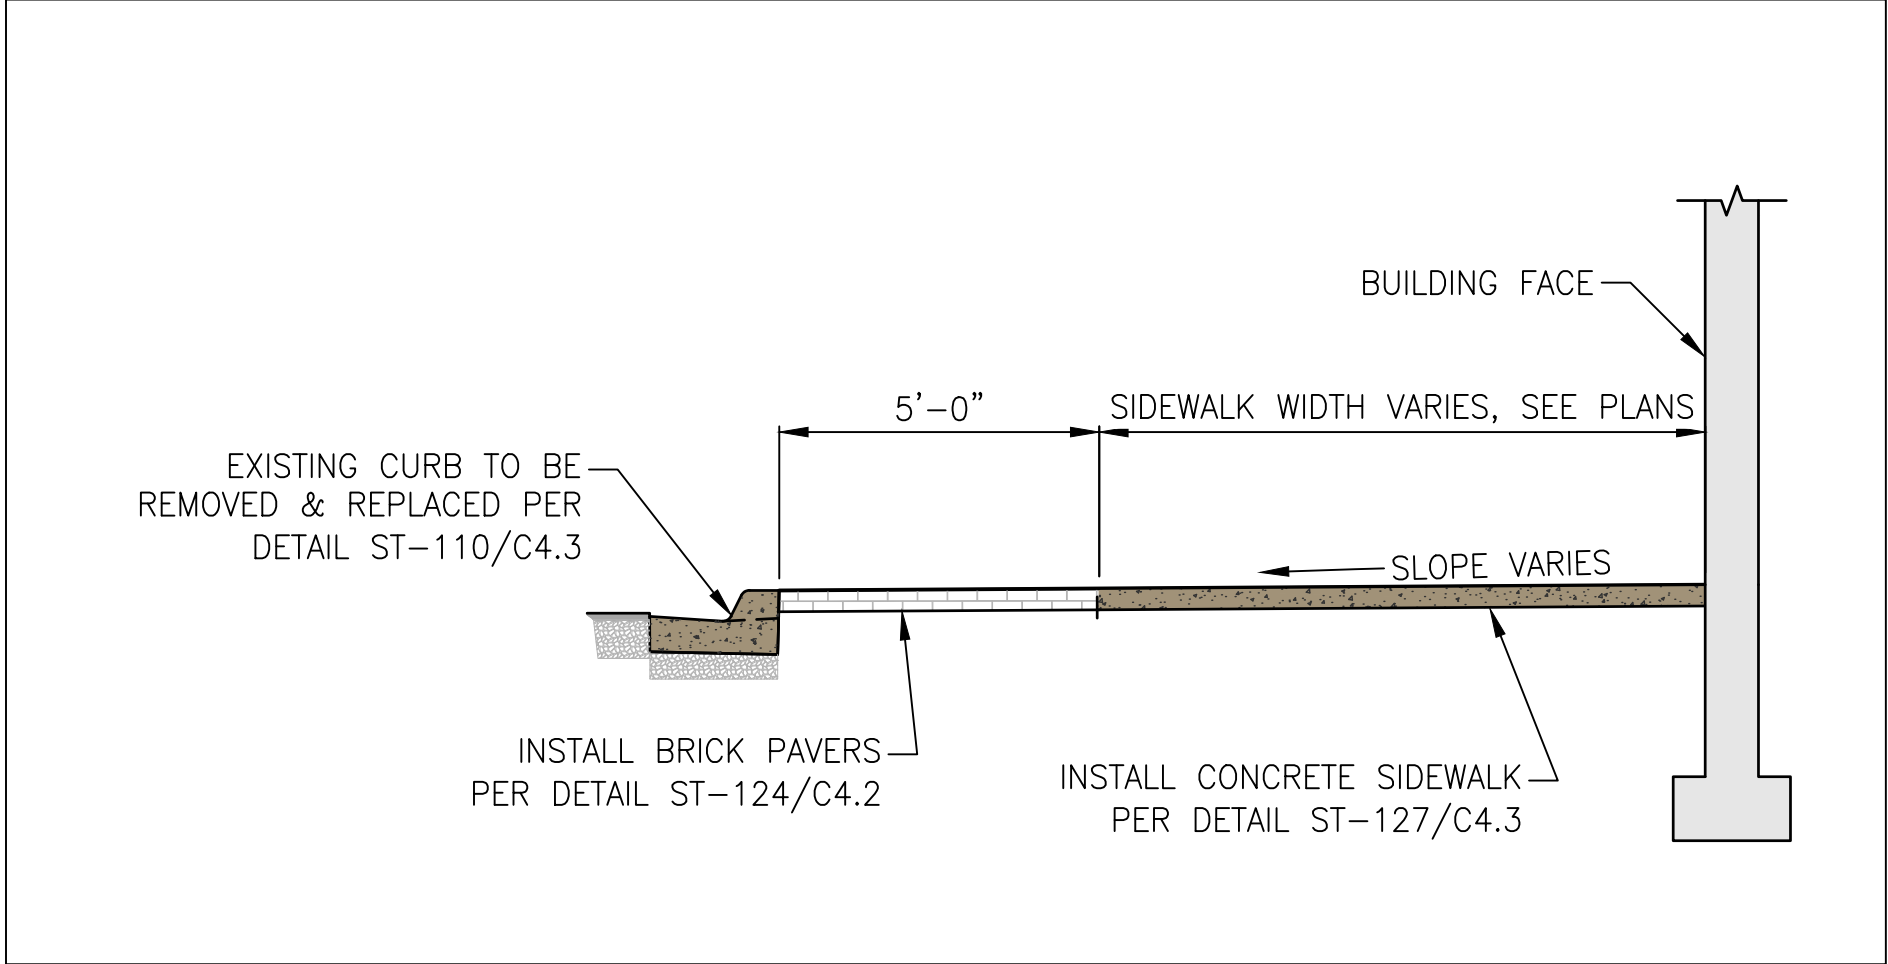 BUILDING FACE
5'-0"
SIDEWALK WIDTH VARIES, SEE PLANS
EXISTING CURB TO BE
REMOVED & REPLACED PER
DETAIL ST-110/C4.3
SLOPE VARIES
INSTALL BRICK PAVERS
PER DETAIL ST-124/C4.2
INSTALL CONCRETE SIDEWALK
PER DETAIL ST-127/C4.3